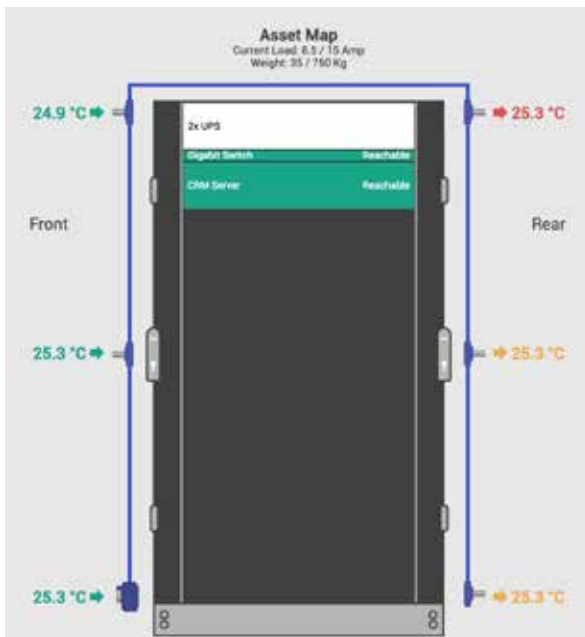 Asset Map
Current Load: 8.5 / 15 Amp
Weight: 35 / 750 Kg
24.9 °C
25.3 °C
2x UPS
Gigabit Switch Reachable
CRM Server Reachable
Front
Rear
25.3 °C
25.3 °C
25.3 °C
25.3 °C